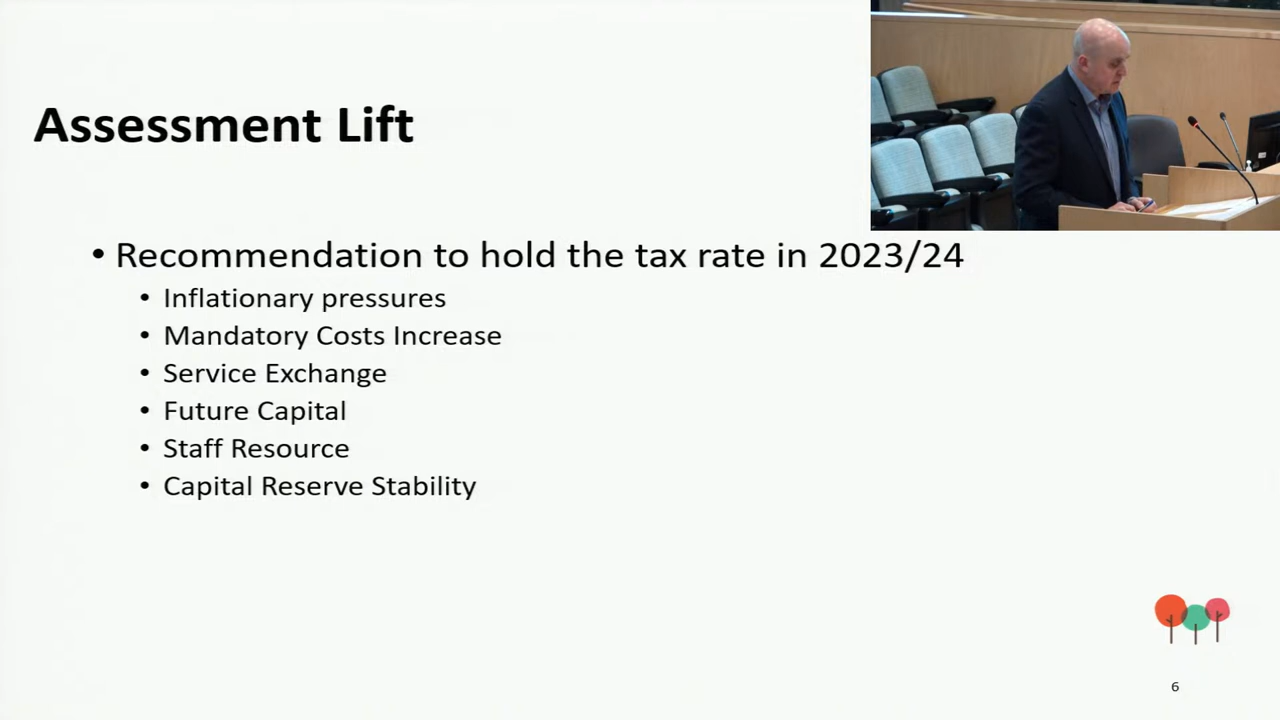 Assessment Lift
• Recommendation to hold the tax rate in 2023/24
• Inflationary pressures
• Mandatory Costs Increase
• Service Exchange
• Future Capital
• Staff Resource
• Capital Reserve Stability
6